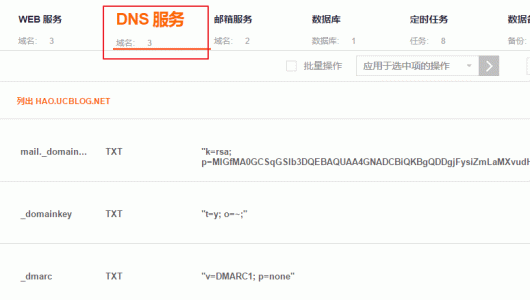 WEB 服务 DNS 服务 邮箱服务 数据库 定时任务
域名: 3 域名: 3 域名: 2 数据库: 1 任务: 8 备份:
批量操作 应用于选中项的操作
列出 HAO.UCBLOG.NET
mail._domain... TXT "k=rsa;
p=MIGfMA0GCSqGSIb3DQEBAQUAA4GNADCBiQKBgQDDgjFysiZmLaMXvudH
_domainkey TXT "t=y; o=~;"
_dmarc TXT "v=DMARC1; p=none"